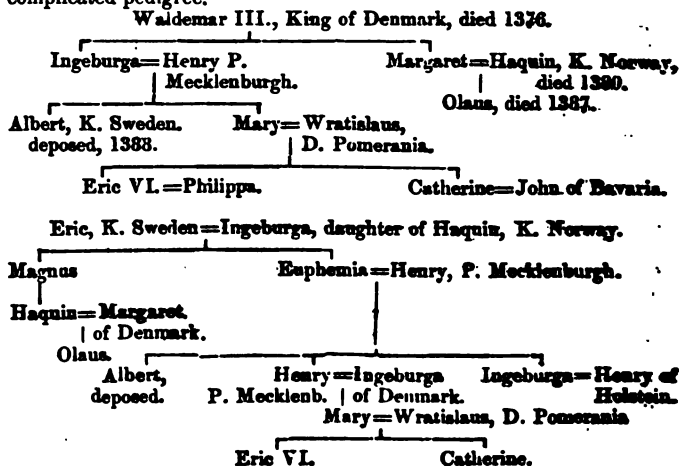 complicated pedigree.
Waldemar III., King of Denmark, died 1376.
Ingeburga=Henry P. Margaret=Haquin, K. Norway,
Mecklenburgh. died 1380.
Olaus, died 1387.
Albert, K. Sweden. Mary=Wratislaus,
deposed, 1388. D. Pomerania.
Eric VI.=Philippa. Catherine=John of Bavaria.
Eric, K. Sweden=Ingeburga, daughter of Haquin, K. Norway.
Magnus Euphemia=Henry, P. Mecklenburgh.
Haquin=Margaret
of Denmark.
Olaus.
Albert, Henry=Ingeburga Ingeburga=Henry of
deposed. P. Mecklenb. of Denmark. Holstein.
Mary=Wratislaus, D. Pomerania
Eric VI. Catherine.